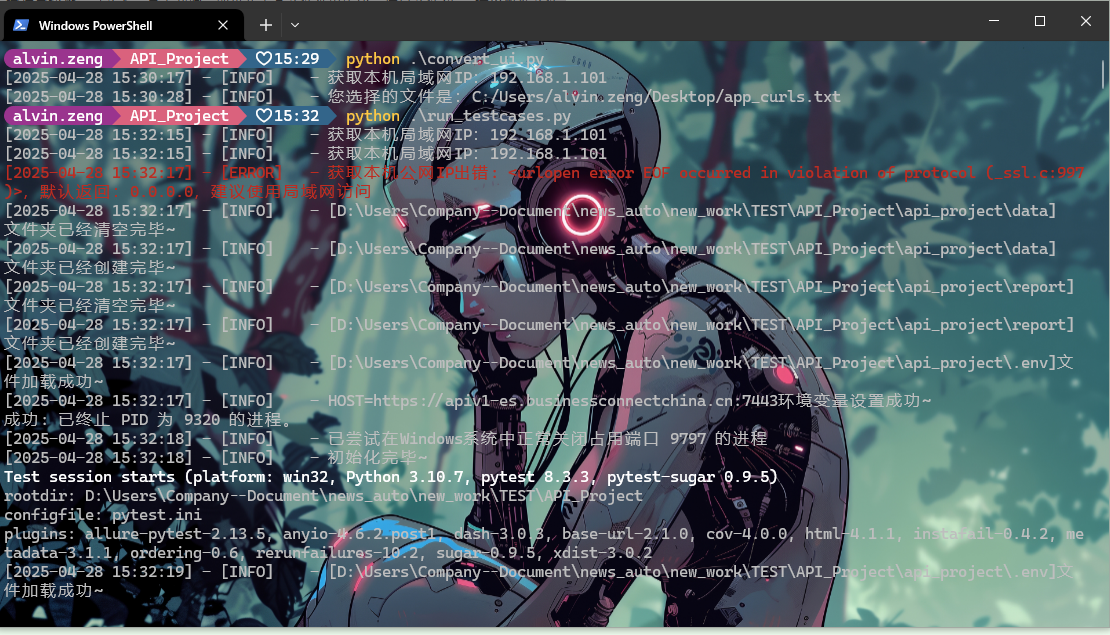 Windows PowerShell
alvin.zeng API_Project ♡15:29 python .\convert_ui.py
[2025-04-28 15:30:17] - [INFO] - 获取本机局域网IP: 192.168.1.101
[2025-04-28 15:30:28] - [INFO] - 您选择的文件是: C:/Users/alvin.zeng/Desktop/app_curls.txt
alvin.zeng API_Project ♡15:32 python .\run_testcases.py
[2025-04-28 15:32:15] - [INFO] - 获取本机局域网IP: 192.168.1.101
[2025-04-28 15:32:15] - [INFO] - 获取本机局域网IP: 192.168.1.101
[2025-04-28 15:32:17] - [ERROR] - 获取本机公网IP出错: <urlopen error EOF occurred in violation of protocol (_ssl.c:997
)>, 默认返回: 0.0.0.0, 建议使用局域网访问
[2025-04-28 15:32:17] - [INFO] - [D:\Users\Company--Document\news_auto\new_work\TEST\API_Project\api_project\data]
文件夹已经清空完毕~
[2025-04-28 15:32:17] - [INFO] - [D:\Users\Company--Document\news_auto\new_work\TEST\API_Project\api_project\data]
文件夹已经创建完毕~
[2025-04-28 15:32:17] - [INFO] - [D:\Users\Company--Document\news_auto\new_work\TEST\API_Project\api_project\report]
文件夹已经清空完毕~
[2025-04-28 15:32:17] - [INFO] - [D:\Users\Company--Document\news_auto\new_work\TEST\API_Project\api_project\report]
文件夹已经创建完毕~
[2025-04-28 15:32:17] - [INFO] - [D:\Users\Company--Document\news_auto\new_work\TEST\API_Project\api_project\.env]文
件加载成功~
[2025-04-28 15:32:17] - [INFO] - HOST=https://apiv1-es.businessconnectchina.cn:7443环境变量设置成功~
成功: 已终止 PID 为 9320 的进程。
[2025-04-28 15:32:18] - [INFO] - 已尝试在Windows系统中正常关闭占用端口 9797 的进程
[2025-04-28 15:32:18] - [INFO] - 初始化完毕~
Test session starts (platform: win32, Python 3.10.7, pytest 8.3.3, pytest-sugar 0.9.5)
rootdir: D:\Users\Company--Document\news_auto\new_work\TEST\API_Project
configfile: pytest.ini
plugins: allure-pytest-2.13.5, anyio-4.6.2.post1, dash-3.0.3, base-url-2.1.0, cov-4.0.0, html-4.1.1, instafail-0.4.2, me
tadata-3.1.1, ordering-0.6, rerunfailures-10.2, sugar-0.9.5, xdist-3.0.2
[2025-04-28 15:32:19] - [INFO] - [D:\Users\Company--Document\news_auto\new_work\TEST\API_Project\api_project\.env]文
件加载成功~